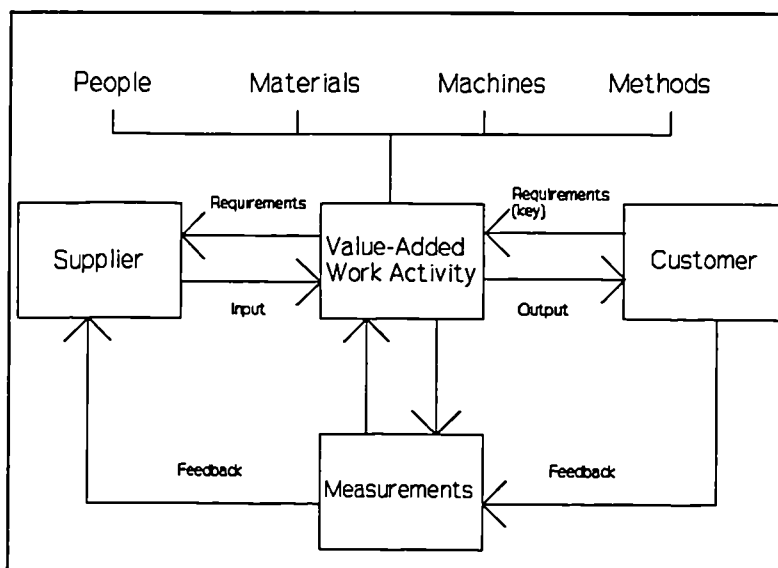 People Materials Machines Methods
Requirements
Requirements
(key)
Supplier
Value-Added
Work Activity
Customer
Input
Output
Feedback
Feedback
Measurements